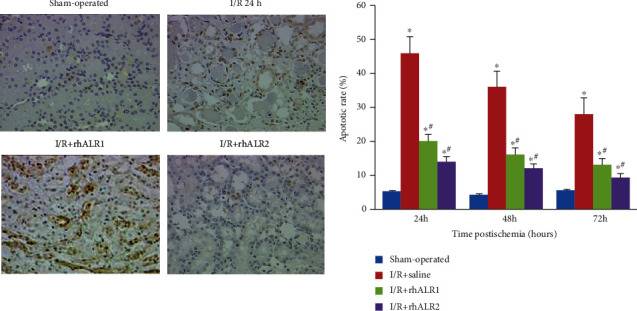 Sham-operated
I/R 24 h
I/R+rhALR1
I/R+rhALR2
Apoptotic rate (%)
60
50
40
30
20
10
0
*
*#
*#
*
*#
*#
*
*#
*#
24h
48h
72h
Time postischemia (hours)
Sham-operated
I/R+saline
I/R+rhALR1
I/R+rhALR2